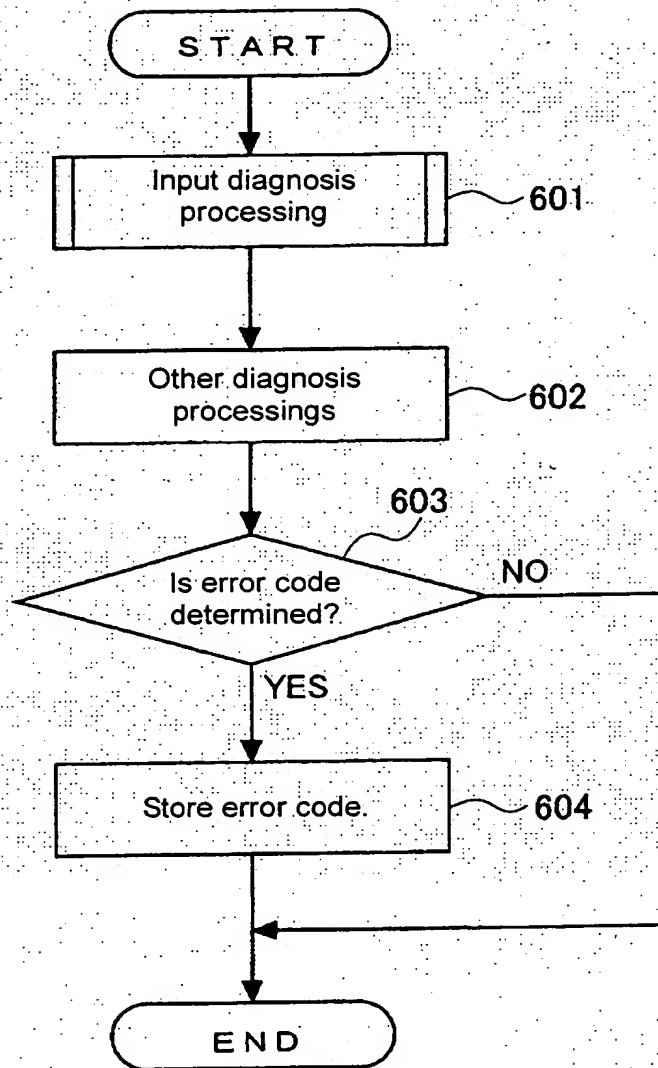 START
Input diagnosis
processing
601
Other diagnosis
processings
602
603
Is error code
determined?
NO
YES
Store error code.
604
END